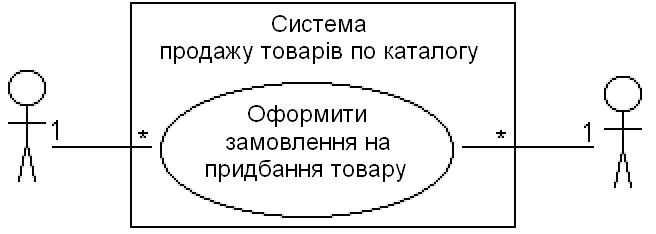 Система
продажу товарів по каталогу
Оформити
замовлення на
придбання товару
1
*
*
1